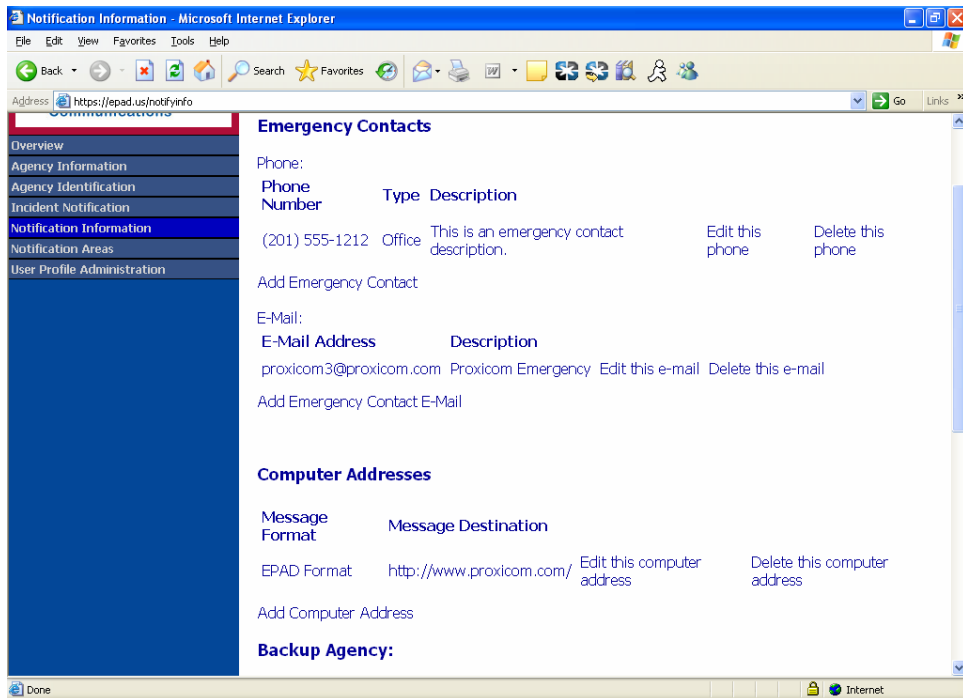 Notification Information - Microsoft Internet Explorer
File Edit View Favorites Tools Help
Back Search Favorites
Address https://epad.us/notifyinfo Go Links »
Communications
Overview
Agency Information
Agency Identification
Incident Notification
Notification Information
Notification Areas
User Profile Administration
Emergency Contacts
Phone:
Phone Number Type Description
(201) 555-1212 Office This is an emergency contact description. Edit this phone Delete this phone
Add Emergency Contact
E-Mail:
E-Mail Address Description
proxicom3@proxicom.com Proxicom Emergency Edit this e-mail Delete this e-mail
Add Emergency Contact E-Mail
Computer Addresses
Message Format Message Destination
EPAD Format http://www.proxicom.com/ Edit this computer address Delete this computer address
Add Computer Address
Backup Agency:
Done Internet